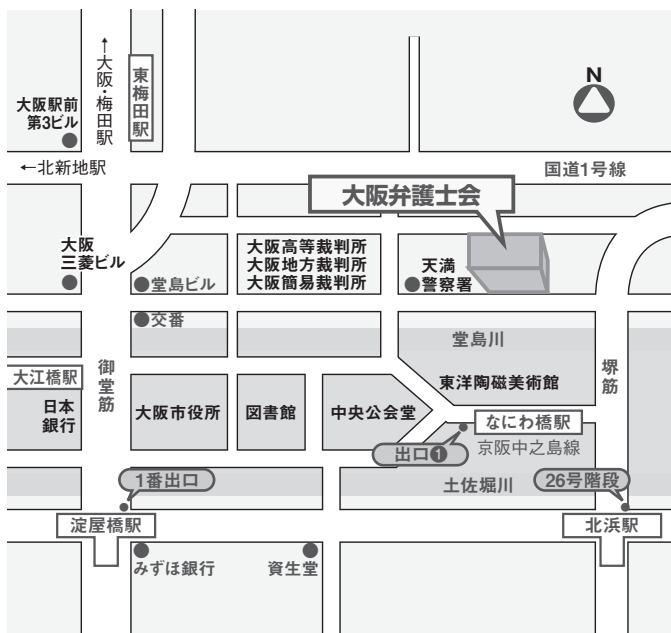 ↑大阪・梅田駅
東梅田駅
大阪駅前
第3ビル
N
←北新地駅
国道1号線
大阪弁護士会
大阪
三菱ビル
堂島ビル
大阪高等裁判所
大阪地方裁判所
大阪簡易裁判所
天満
警察署
交番
堂島川
御堂筋
堺筋
大江橋駅
東洋陶磁美術館
日本
銀行
大阪市役所
図書館
中央公会堂
なにわ橋駅
出口❶
京阪中之島線
1番出口
土佐堀川
26号階段
淀屋橋駅
北浜駅
みずほ銀行
資生堂